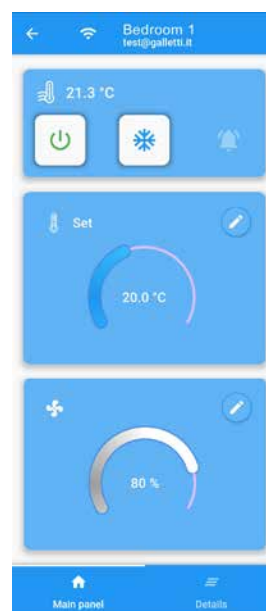 Bedroom 1
test@galletti.it
21.3 °C
Set
20.0 °C
80 %
Main panel
Details